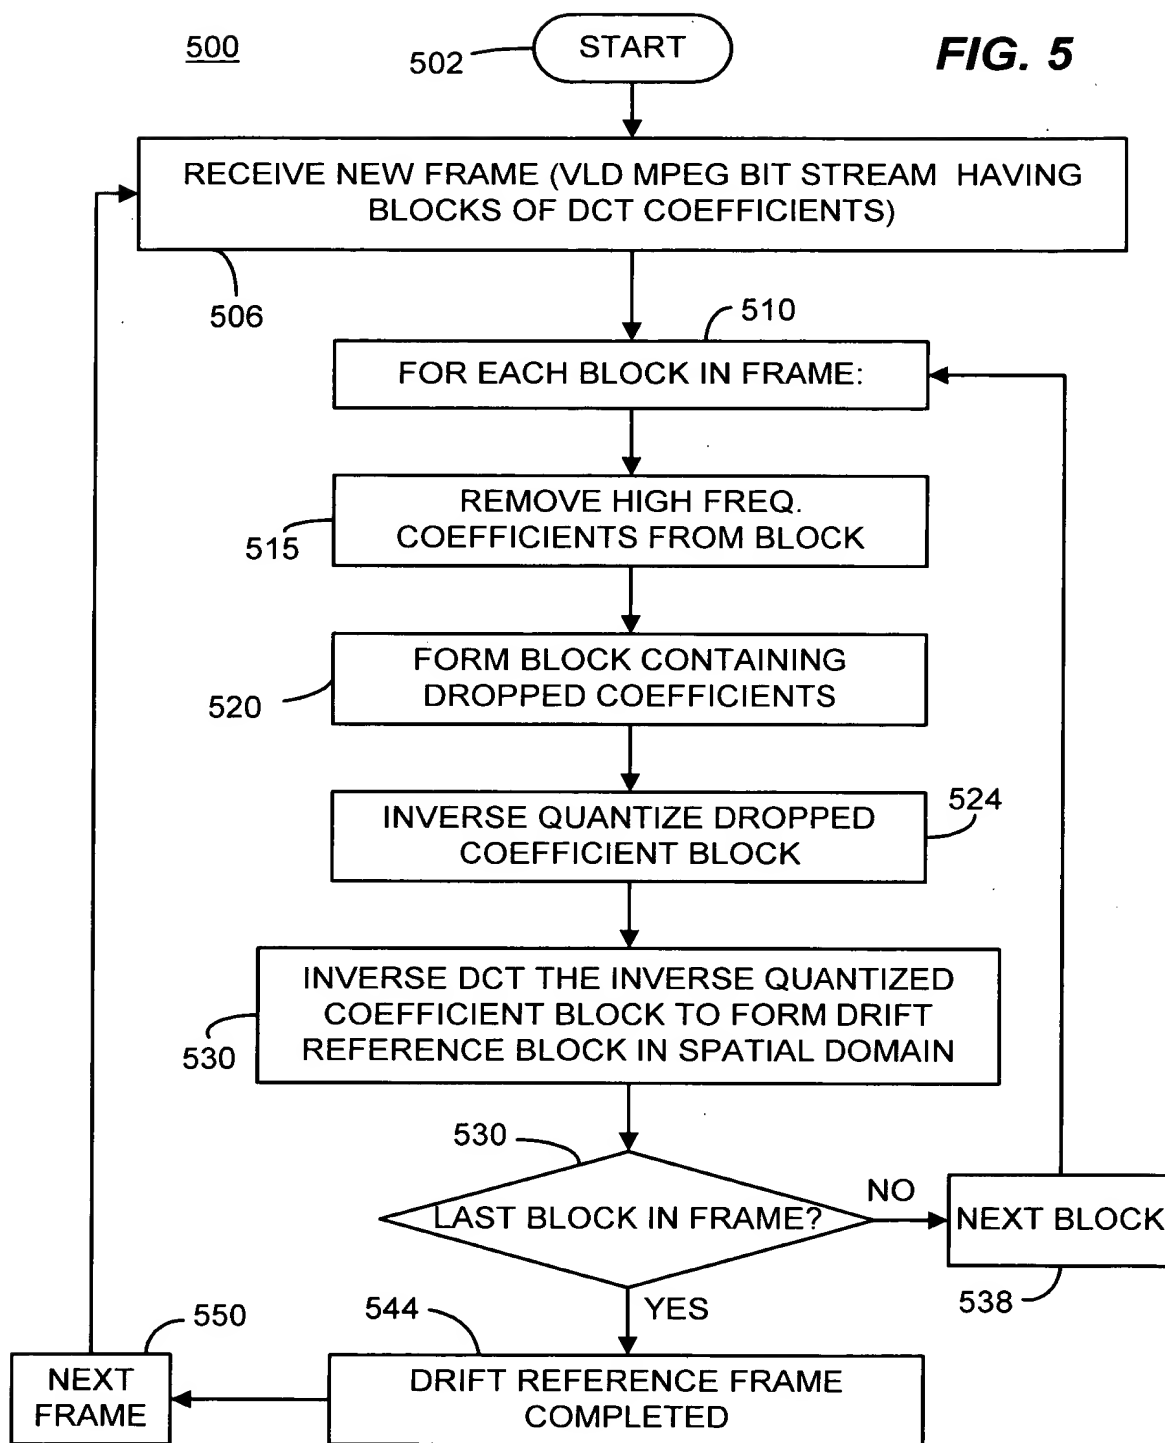 500
502
START
FIG. 5
RECEIVE NEW FRAME (VLD MPEG BIT STREAM HAVING
BLOCKS OF DCT COEFFICIENTS)
506
510
FOR EACH BLOCK IN FRAME:
REMOVE HIGH FREQ.
COEFFICIENTS FROM BLOCK
515
FORM BLOCK CONTAINING
DROPPED COEFFICIENTS
520
INVERSE QUANTIZE DROPPED
COEFFICIENT BLOCK
524
INVERSE DCT THE INVERSE QUANTIZED
COEFFICIENT BLOCK TO FORM DRIFT
REFERENCE BLOCK IN SPATIAL DOMAIN
530
530
LAST BLOCK IN FRAME?
NO
NEXT BLOCK
538
YES
544
550
DRIFT REFERENCE FRAME
COMPLETED
NEXT
FRAME